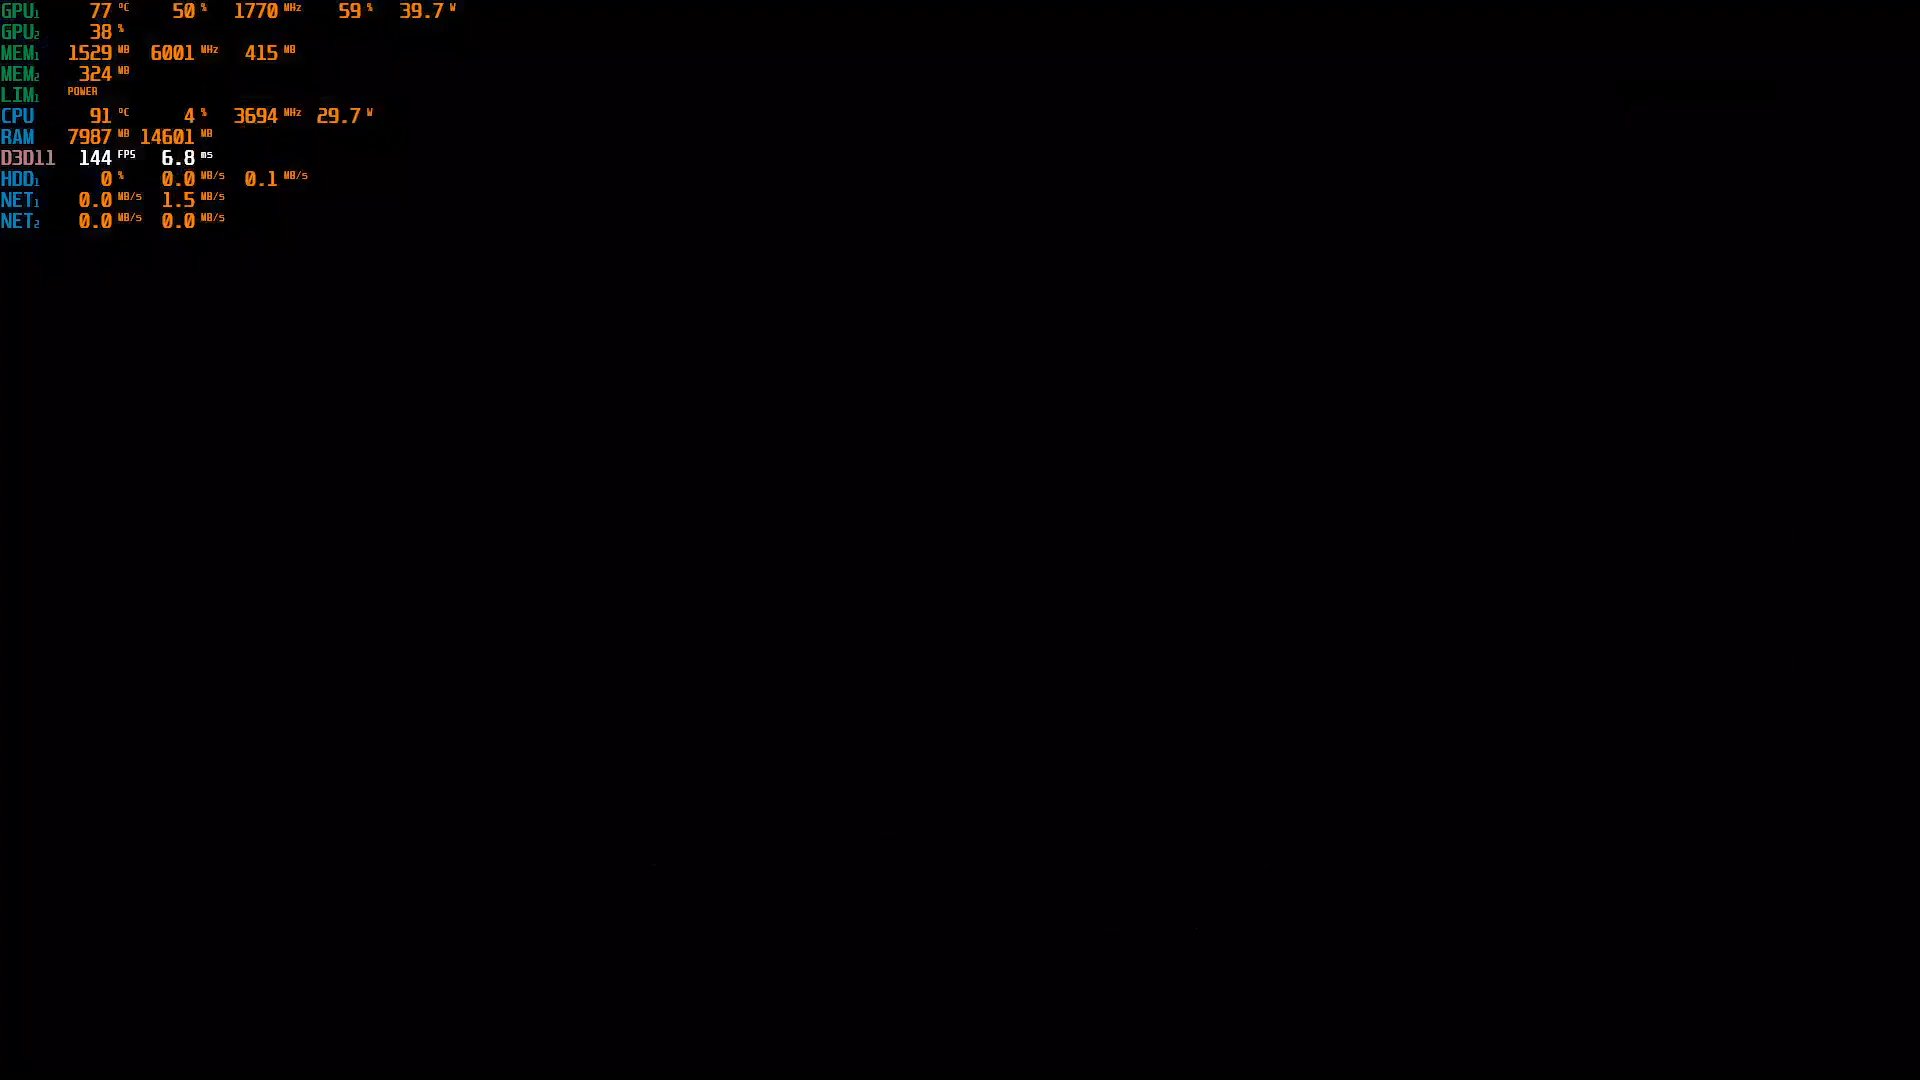 GPU1 77 °C 50 % 1770 MHz 59 % 39.7 W
GPU2 38 %
MEM1 1529 MB 6001 MHz 415 MB
MEM2 324 MB
LIM1 POWER
CPU 91 °C 4 % 3694 MHz 29.7 W
RAM 7987 MB 14601 MB
D3D11 144 FPS 6.8 ms
HDD1 0 % 0.0 MB/s 0.1 MB/s
NET1 0.0 MB/s 1.5 MB/s
NET2 0.0 MB/s 0.0 MB/s